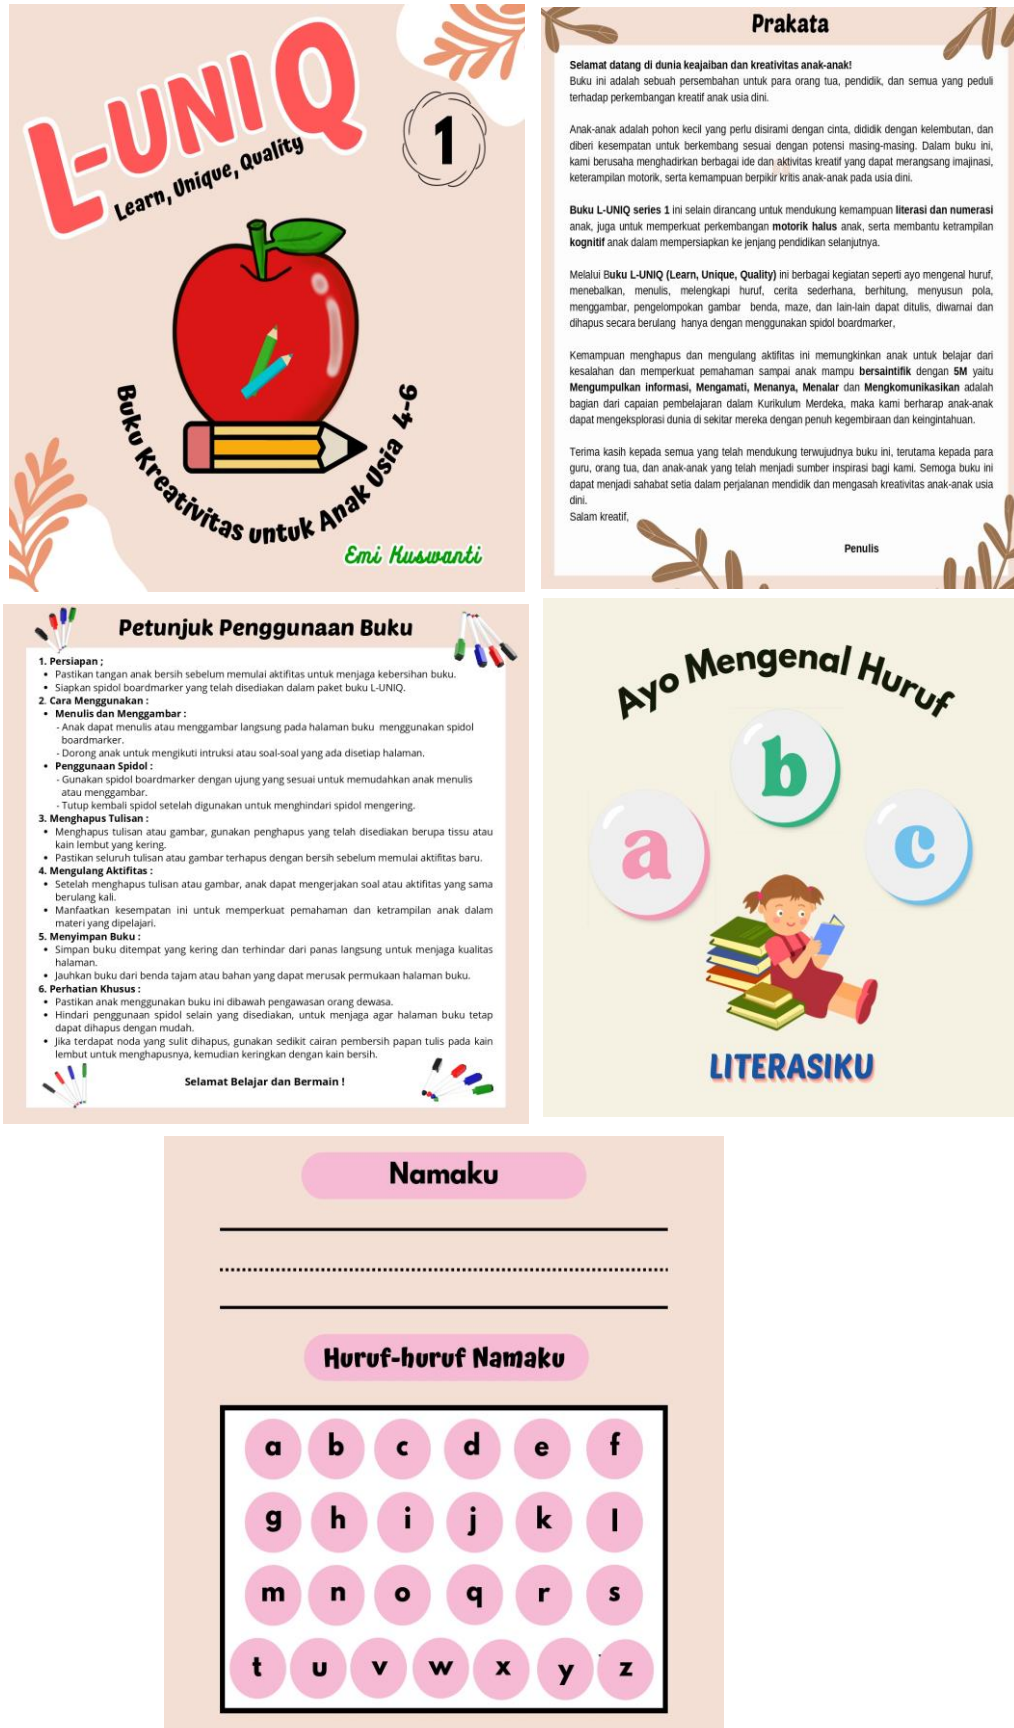 L-UNIQ
Learn, Unique, Quality
1
Buku Kreativitas untuk Anak Usia 4-6
Emi Kuswanti
Prakata
Selamat datang di dunia keajaiban dan kreativitas anak-anak!
Buku ini adalah sebuah persembahan untuk para orang tua, pendidik, dan semua yang peduli
terhadap perkembangan kreatif anak usia dini.
Anak-anak adalah pohon kecil yang perlu disirami dengan cinta, dididik dengan kelembutan, dan
diberi kesempatan untuk berkembang sesuai dengan potensi masing-masing. Dalam buku ini,
kami berusaha menghadirkan berbagai ide dan aktivitas kreatif yang dapat merangsang imajinasi,
keterampilan motorik, serta kemampuan berpikir kritis anak-anak pada usia dini.
Buku L-UNIQ series 1 ini selain dirancang untuk mendukung kemampuan literasi dan numerasi
anak, juga untuk memperkuat perkembangan motorik halus anak, serta membantu ketrampilan
kognitif anak dalam mempersiapkan ke jenjang pendidikan selanjutnya.
Melalui Buku L-UNIQ (Learn, Unique, Quality) ini berbagai kegiatan seperti ayo mengenal huruf,
menebalkan, menulis, melengkapi huruf, cerita sederhana, berhitung, menyusun pola,
menggambar, pengelompokan gambar benda, maze, dan lain-lain dapat ditulis, diwarnai dan
dihapus secara berulang hanya dengan menggunakan spidol boardmarker,
Kemampuan menghapus dan mengulang aktifitas ini memungkinkan anak untuk belajar dari
kesalahan dan memperkuat pemahaman sampai anak mampu bersaintifik dengan 5M yaitu
Mengumpulkan informasi, Mengamati, Menanya, Menalar dan Mengkomunikasikan adalah
bagian dari capaian pembelajaran dalam Kurikulum Merdeka, maka kami berharap anak-anak
dapat mengeksplorasi dunia di sekitar mereka dengan penuh kegembiraan dan keingintahuan.
Terima kasih kepada semua yang telah mendukung terwujudnya buku ini, terutama kepada para
guru, orang tua, dan anak-anak yang telah menjadi sumber inspirasi bagi kami. Semoga buku ini
dapat menjadi sahabat setia dalam perjalanan mendidik dan mengasah kreativitas anak-anak usia
dini.
Salam kreatif,
Penulis
Petunjuk Penggunaan Buku
1. Persiapan ;
• Pastikan tangan anak bersih sebelum memulai aktifitas untuk menjaga kebersihan buku.
• Siapkan spidol boardmarker yang telah disediakan dalam paket buku L-UNIQ.
2. Cara Menggunakan :
• Menulis dan Menggambar :
- Anak dapat menulis atau menggambar langsung pada halaman buku menggunakan spidol
boardmarker.
- Dorong anak untuk mengikuti intruksi atau soal-soal yang ada disetiap halaman.
• Penggunaan Spidol :
- Gunakan spidol boardmarker dengan ujung yang sesuai untuk memudahkan anak menulis
atau menggambar.
- Tutup kembali spidol setelah digunakan untuk menghindari spidol mengering.
3. Menghapus Tulisan :
• Menghapus tulisan atau gambar, gunakan penghapus yang telah disediakan berupa tissu atau
kain lembut yang kering.
• Pastikan seluruh tulisan atau gambar terhapus dengan bersih sebelum memulai aktifitas baru.
4. Mengulang Aktifitas :
• Setelah menghapus tulisan atau gambar, anak dapat mengerjakan soal atau aktifitas yang sama
berulang kali.
• Manfaatkan kesempatan ini untuk memperkuat pemahaman dan ketrampilan anak dalam
materi yang dipelajari.
5. Menyimpan Buku :
• Simpan buku ditempat yang kering dan terhindar dari panas langsung untuk menjaga kualitas
halaman.
• Jauhkan buku dari benda tajam atau bahan yang dapat merusak permukaan halaman buku.
6. Perhatian Khusus :
• Pastikan anak menggunakan buku ini dibawah pengawasan orang dewasa.
• Hindari penggunaan spidol selain yang disediakan, untuk menjaga agar halaman buku tetap
dapat dihapus dengan mudah.
• Jika terdapat noda yang sulit dihapus, gunakan sedikit cairan pembersih papan tulis pada kain
lembut untuk menghapusnya, kemudian keringkan dengan kain bersih.
Selamat Belajar dan Bermain !
Ayo Mengenal Huruf
a b c
LITERASIKU
Namaku
Huruf-huruf Namaku
a b c d e f
g h i j k l
m n o q r s
t u v w x y z